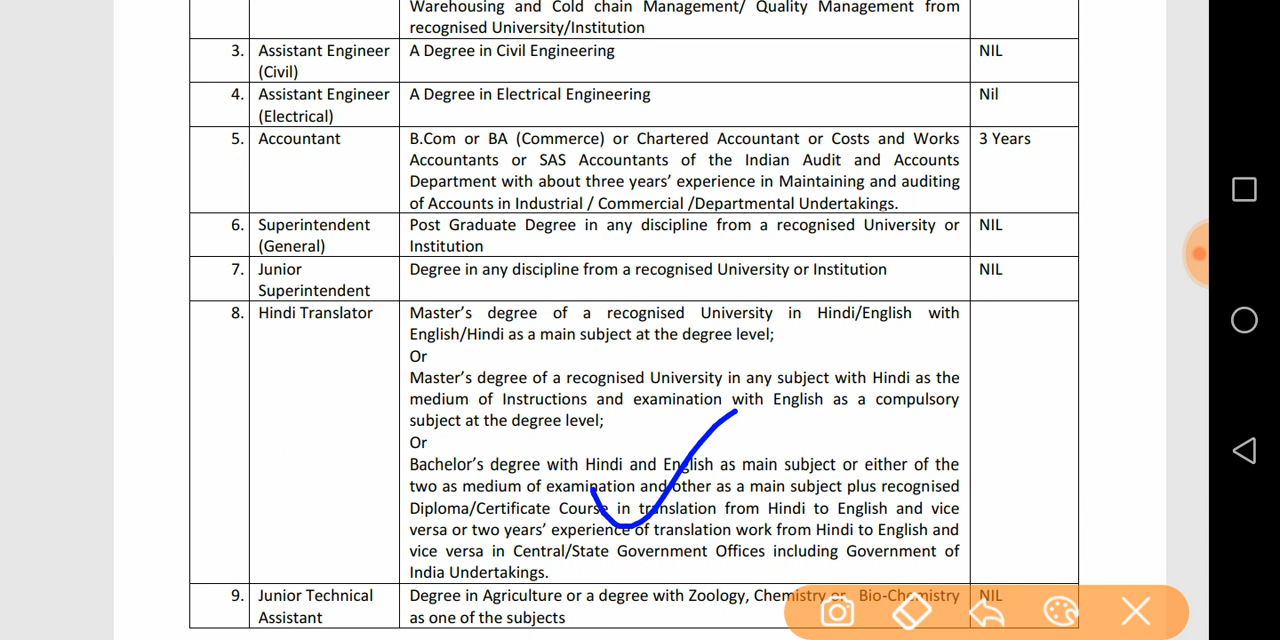 Warehousing and Cold chain Management/ Quality Management from
recognised University/Institution
3. Assistant Engineer A Degree in Civil Engineering NIL
(Civil)
4. Assistant Engineer A Degree in Electrical Engineering Nil
(Electrical)
5. Accountant B.Com or BA (Commerce) or Chartered Accountant or Costs and Works 3 Years
Accountants or SAS Accountants of the Indian Audit and Accounts
Department with about three years’ experience in Maintaining and auditing
of Accounts in Industrial / Commercial /Departmental Undertakings.
6. Superintendent Post Graduate Degree in any discipline from a recognised University or NIL
(General) Institution
7. Junior Degree in any discipline from a recognised University or Institution NIL
Superintendent
8. Hindi Translator Master’s degree of a recognised University in Hindi/English with
English/Hindi as a main subject at the degree level;
Or
Master’s degree of a recognised University in any subject with Hindi as the
medium of Instructions and examination with English as a compulsory
subject at the degree level;
Or
Bachelor’s degree with Hindi and English as main subject or either of the
two as medium of examination and other as a main subject plus recognised
Diploma/Certificate Course in translation from Hindi to English and vice
versa or two years’ experience of translation work from Hindi to English and
vice versa in Central/State Government Offices including Government of
India Undertakings.
9. Junior Technical Degree in Agriculture or a degree with Zoology, Chemistry or Bio-Chemistry NIL
Assistant as one of the subjects